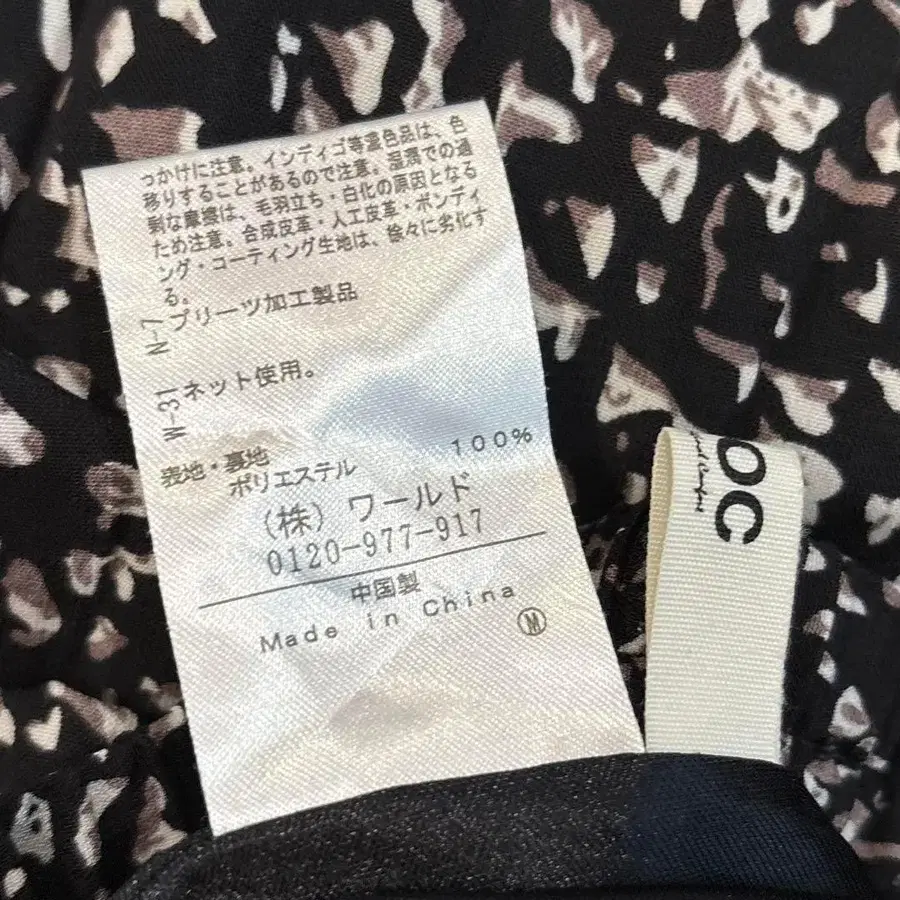 っかけに注意。インディゴ等濃色品は、色
移りすることがあるので注意。湿潤での過
剰な摩擦は、毛羽立ち・白化の原因となる
ため注意。合成皮革・人工皮革・ボンディ
ング・コーティング生地は、徐々に劣化す
る。
N-7 プリーツ加工製品
W-31 ネット使用。
表地・裏地
ポリエステル 100%
(株) ワールド
0120-977-917
中国製
Made in China
M
OC